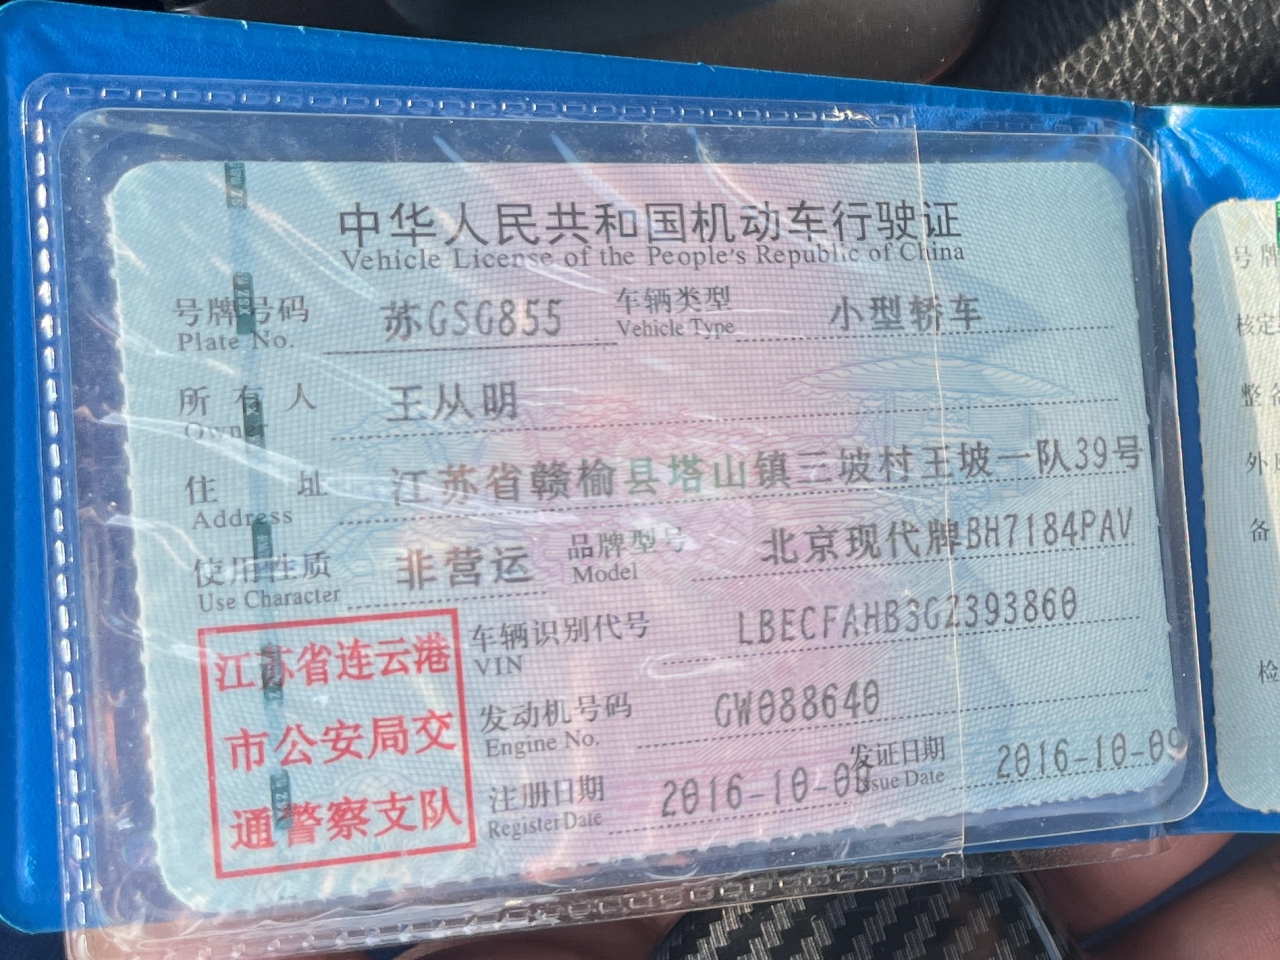 中华人民共和国机动车行驶证
Vehicle License of the People's Republic of China
号牌号码 苏GSG855 车辆类型 小型轿车
Plate No. Vehicle Type
所有人 王从明
Owner
住址 江苏省赣榆县塔山镇三坡村王坡一队39号
Address
使用性质 非营运 品牌型号 北京现代牌BH7184PAV
Use Character Model
车辆识别代号 LBECFAHB3GZ393860
VIN
发动机号码 GW088640
Engine No.
注册日期 2016-10-09 发证日期 2016-10-09
Register Date Issue Date
江苏省连云港
市公安局交
通警察支队
号牌
核定
整备
外
备
检